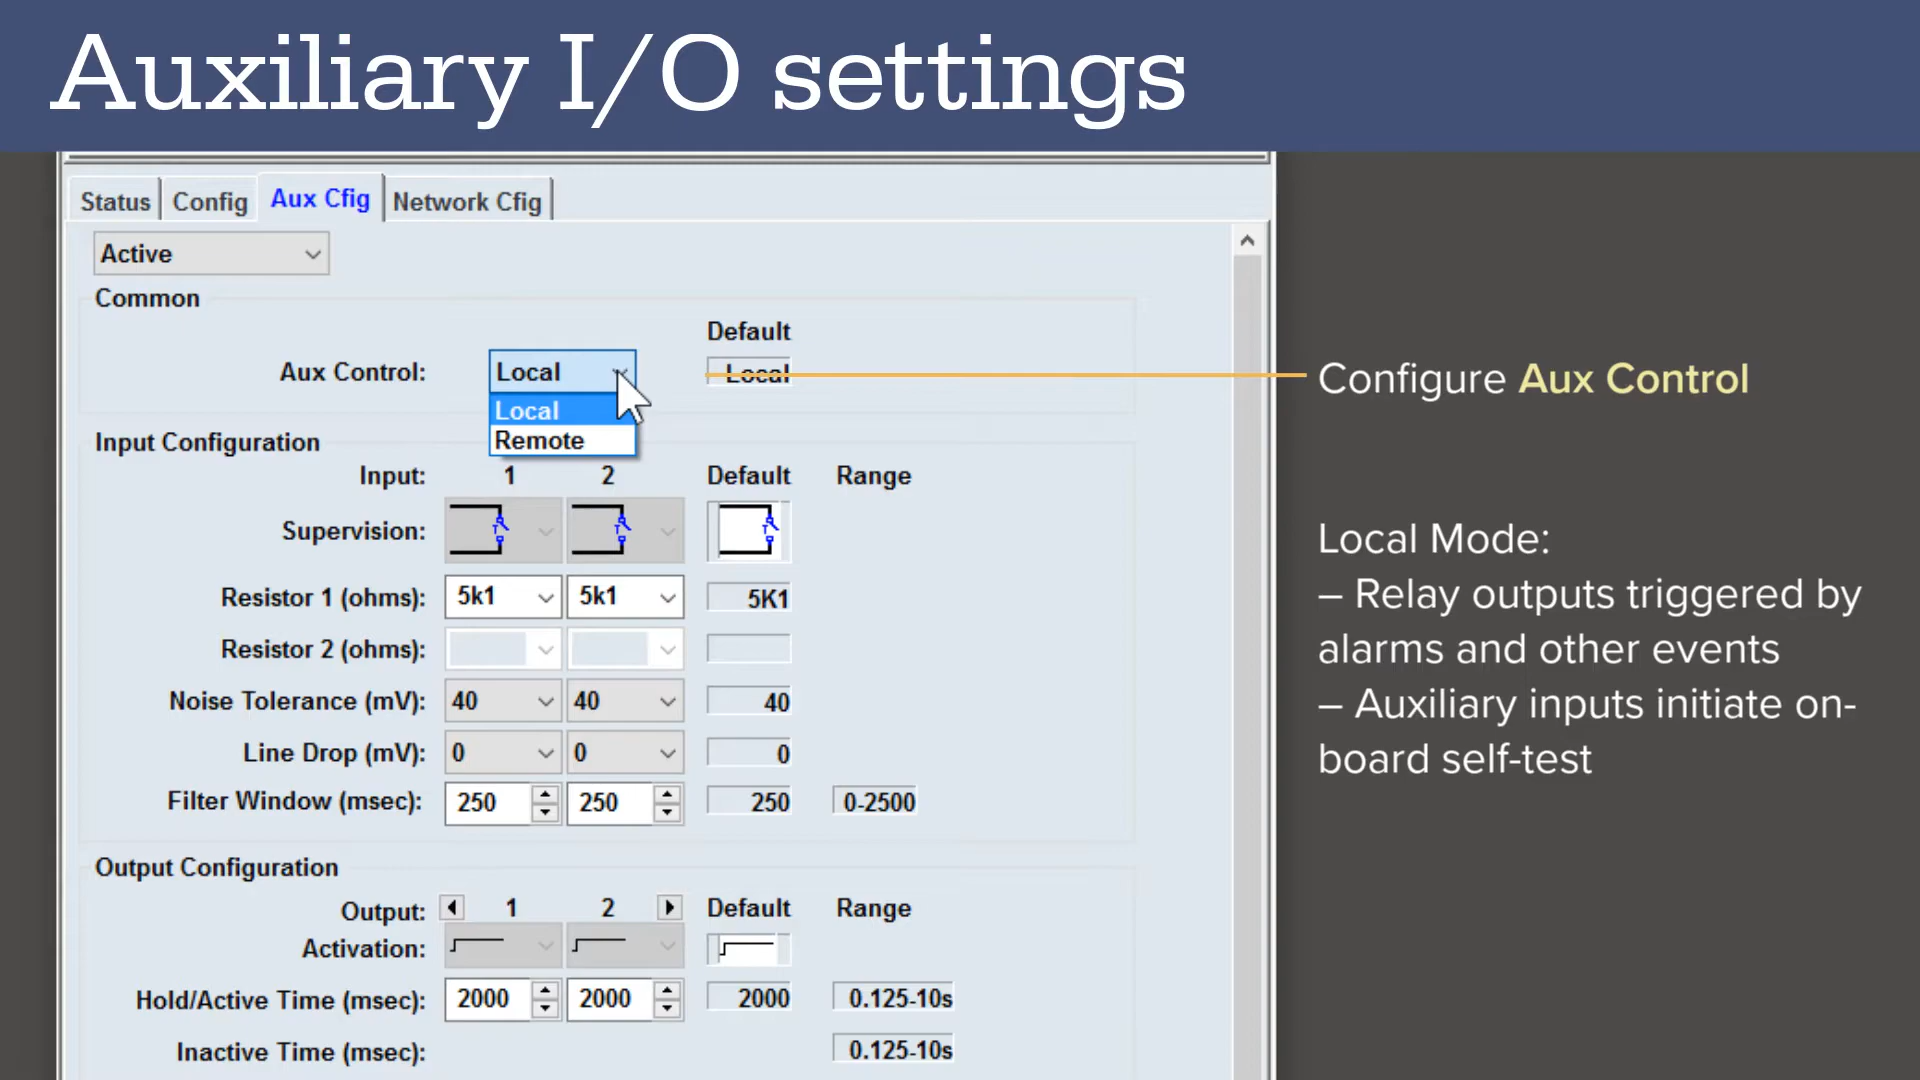 Auxiliary I/O settings
Status Config Aux Cfig Network Cfig
Active
Common
Default
Aux Control: Local Local
Local
Remote
Configure Aux Control
Input Configuration
Input: 1 2 Default Range
Supervision:
Resistor 1 (ohms): 5k1 5k1 5K1
Resistor 2 (ohms):
Noise Tolerance (mV): 40 40 40
Line Drop (mV): 0 0 0
Filter Window (msec): 250 250 250 0-2500
Output Configuration
Output: 1 2 Default Range
Activation:
Hold/Active Time (msec): 2000 2000 2000 0.125-10s
Inactive Time (msec): 0.125-10s
Local Mode:
– Relay outputs triggered by
alarms and other events
– Auxiliary inputs initiate on-
board self-test